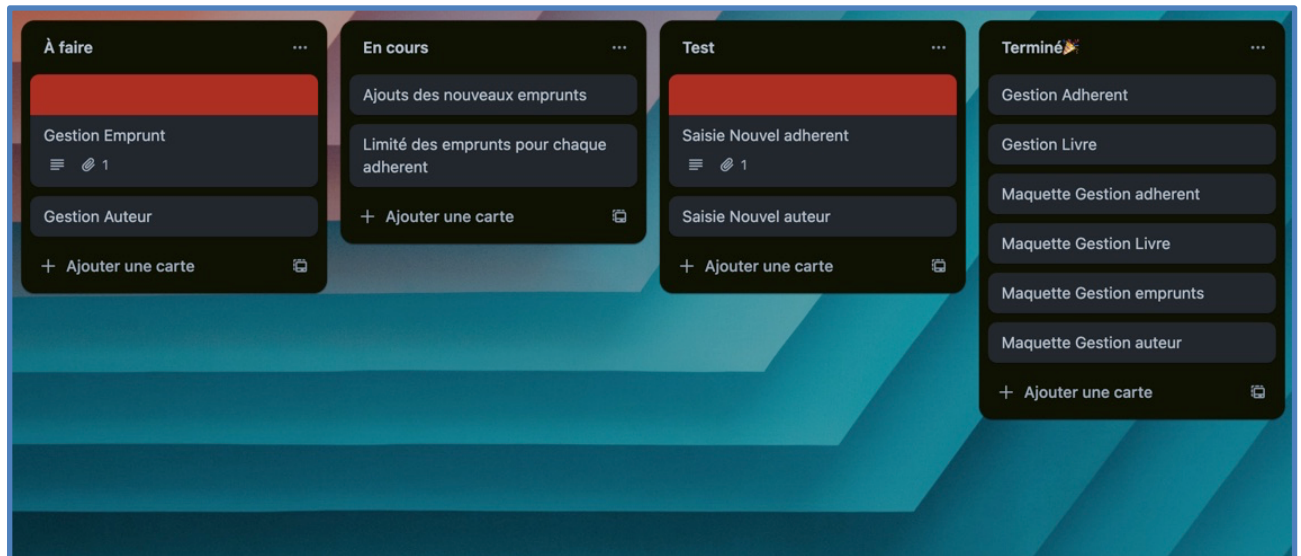 À faire
Gestion Emprunt
1
Gestion Auteur
+ Ajouter une carte
En cours
Ajouts des nouveaux emprunts
Limité des emprunts pour chaque
adherent
+ Ajouter une carte
Test
Saisie Nouvel adherent
1
Saisie Nouvel auteur
+ Ajouter une carte
Terminé🎉
Gestion Adherent
Gestion Livre
Maquette Gestion adherent
Maquette Gestion Livre
Maquette Gestion emprunts
Maquette Gestion auteur
+ Ajouter une carte